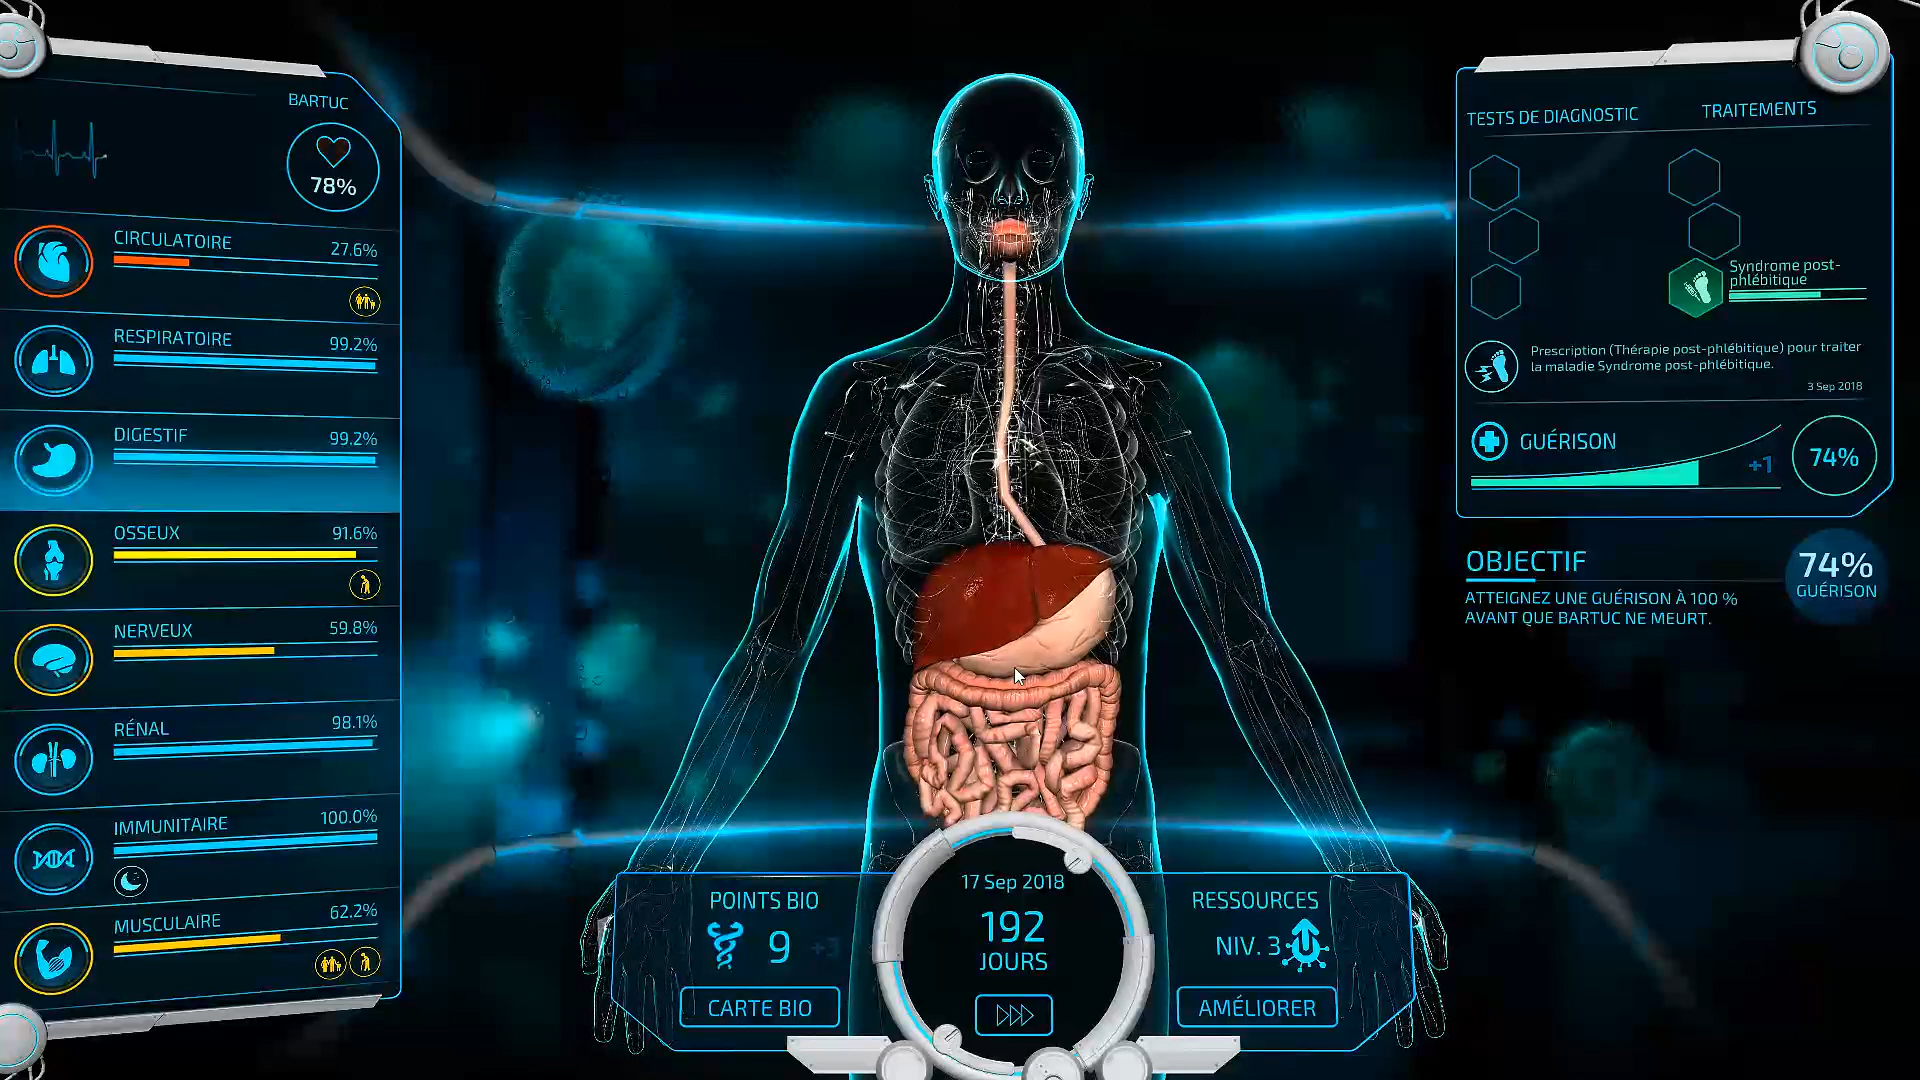 BARTUC
78%
CIRCULATOIRE 27.6%
RESPIRATOIRE 99.2%
DIGESTIF 99.2%
OSSEUX 91.6%
NERVEUX 59.8%
RÉNAL 98.1%
IMMUNITAIRE 100.0%
MUSCULAIRE 62.2%
TESTS DE DIAGNOSTIC TRAITEMENTS
Syndrome post-
phlébitique
Prescription (Thérapie post-phlébitique) pour traiter
la maladie Syndrome post-phlébitique.
3 Sep 2018
GUÉRISON +1 74%
OBJECTIF
ATTEIGNEZ UNE GUÉRISON À 100 %
AVANT QUE BARTUC NE MEURT.
74%
GUÉRISON
POINTS BIO
9 +3
CARTE BIO
17 Sep 2018
192
JOURS
RESSOURCES
NIV. 3
AMÉLIORER